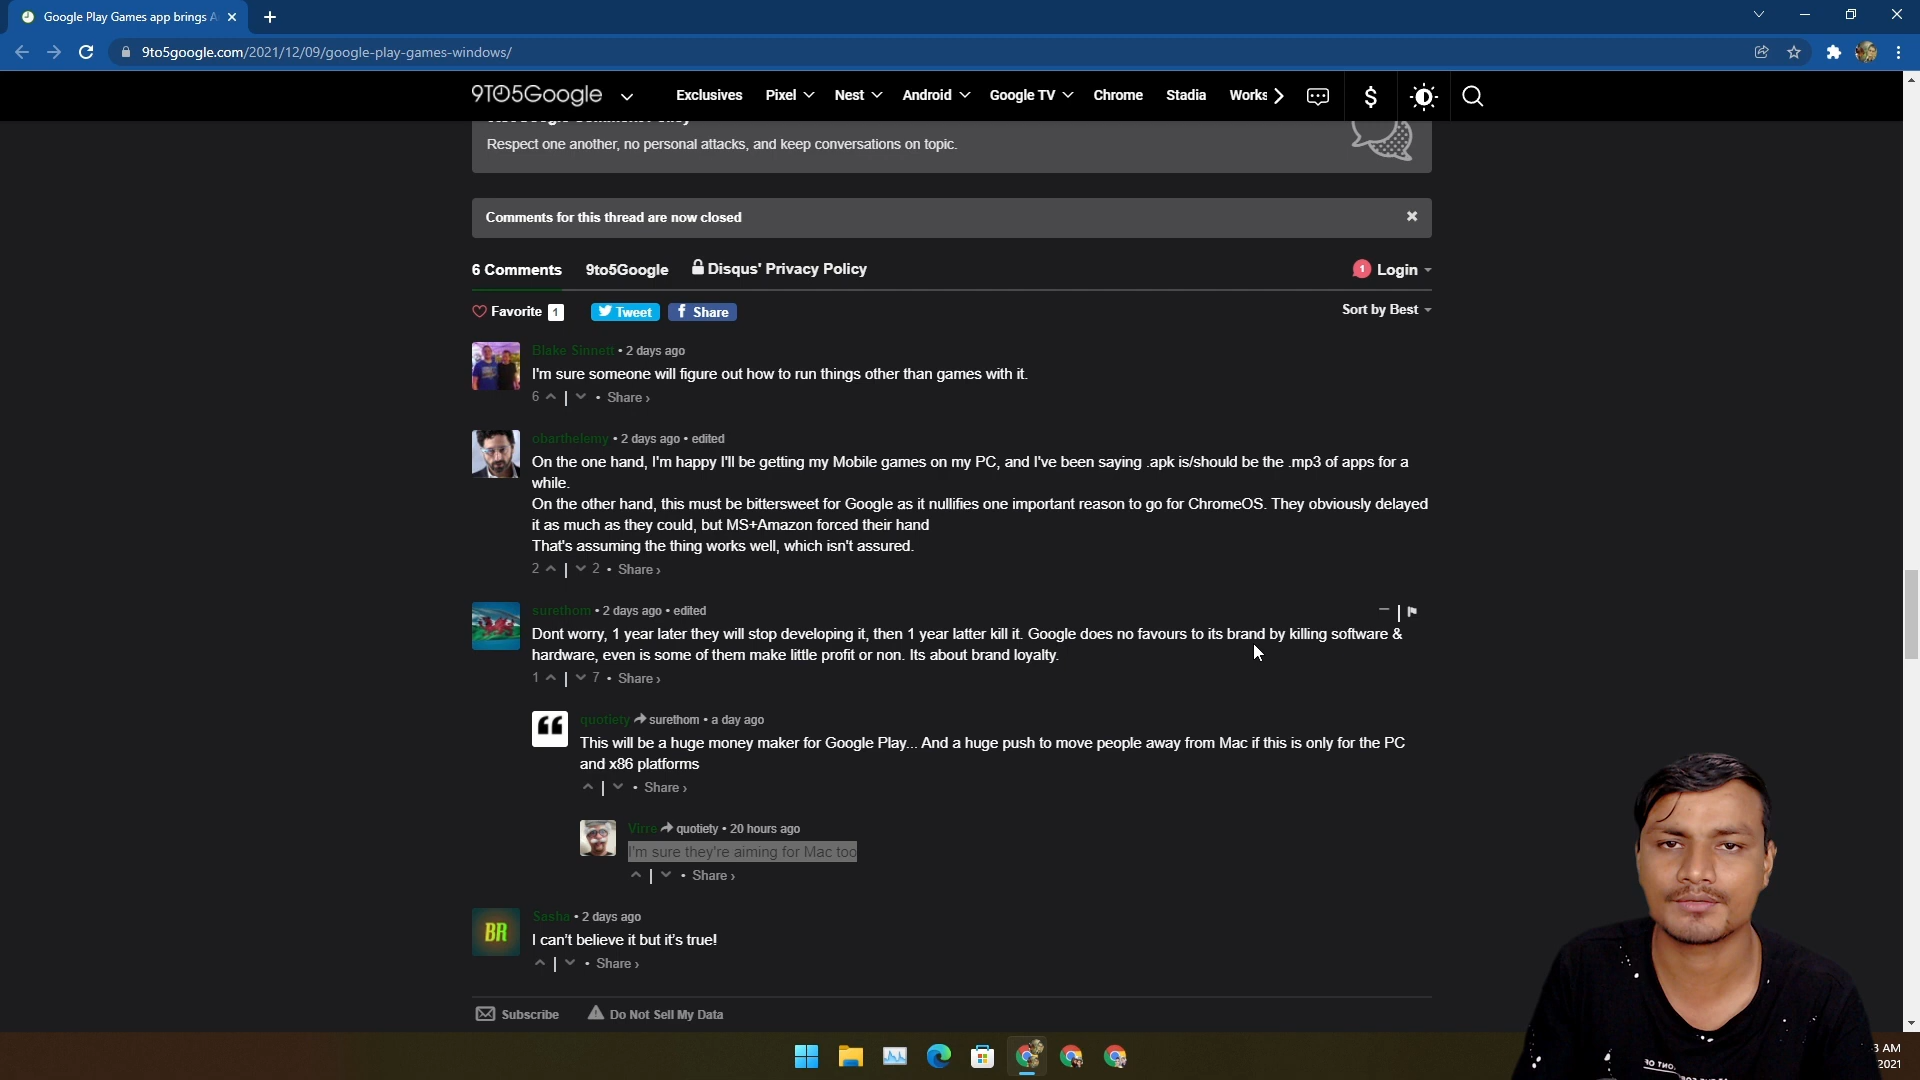 Google Play Games app brings A
9to5google.com/2021/12/09/google-play-games-windows/
9TO5Google
Exclusives Pixel Nest Android Google TV Chrome Stadia Works
Respect one another, no personal attacks, and keep conversations on topic.
Comments for this thread are now closed
6 Comments 9to5Google Disqus' Privacy Policy 1 Login
Favorite 1 Tweet f Share Sort by Best
Blake Sinnett • 2 days ago
I'm sure someone will figure out how to run things other than games with it.
6 | • Share ›
obarthelemy • 2 days ago • edited
On the one hand, I'm happy I'll be getting my Mobile games on my PC, and I've been saying .apk is/should be the .mp3 of apps for a
while.
On the other hand, this must be bittersweet for Google as it nullifies one important reason to go for ChromeOS. They obviously delayed
it as much as they could, but MS+Amazon forced their hand
That's assuming the thing works well, which isn't assured.
2 | 2 • Share ›
surethom • 2 days ago • edited
Dont worry, 1 year later they will stop developing it, then 1 year latter kill it. Google does no favours to its brand by killing software &
hardware, even is some of them make little profit or non. Its about brand loyalty.
1 | 7 • Share ›
quotiety surethom • a day ago
This will be a huge money maker for Google Play... And a huge push to move people away from Mac if this is only for the PC
and x86 platforms
| • Share ›
Virre quotiety • 20 hours ago
I'm sure they're aiming for Mac too
| • Share ›
BR
Sasha • 2 days ago
I can't believe it but it's true!
| • Share ›
Subscribe Do Not Sell My Data
3 AM
2021